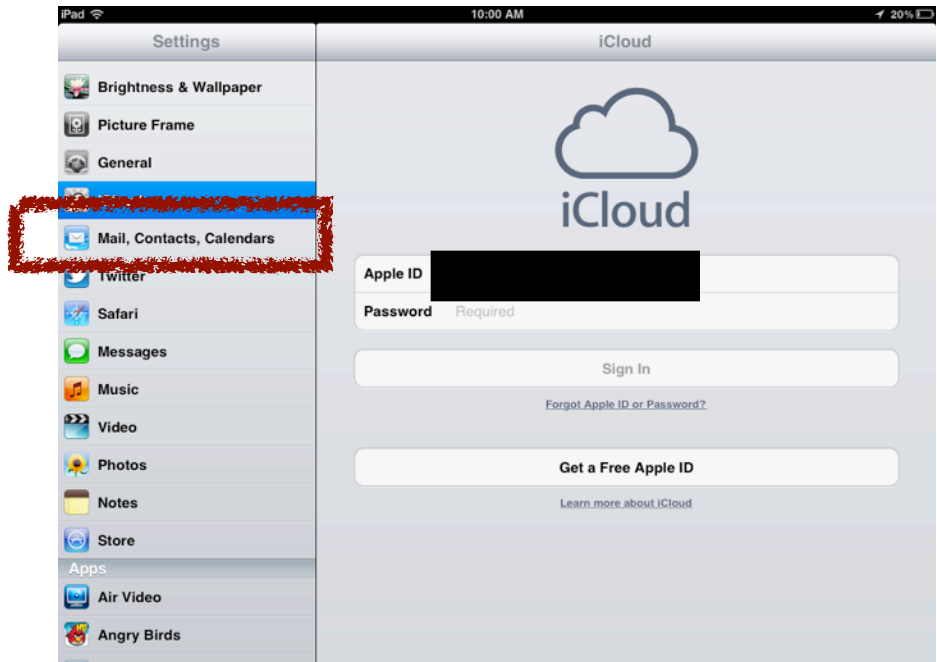 iPad 10:00 AM 20%
Settings
iCloud
Brightness & Wallpaper
Picture Frame
General
Mail, Contacts, Calendars
Twitter
Safari
Messages
Music
Video
Photos
Notes
Store
Apps
Air Video
Angry Birds
iCloud
Apple ID
Password Required
Sign In
Forgot Apple ID or Password?
Get a Free Apple ID
Learn more about iCloud